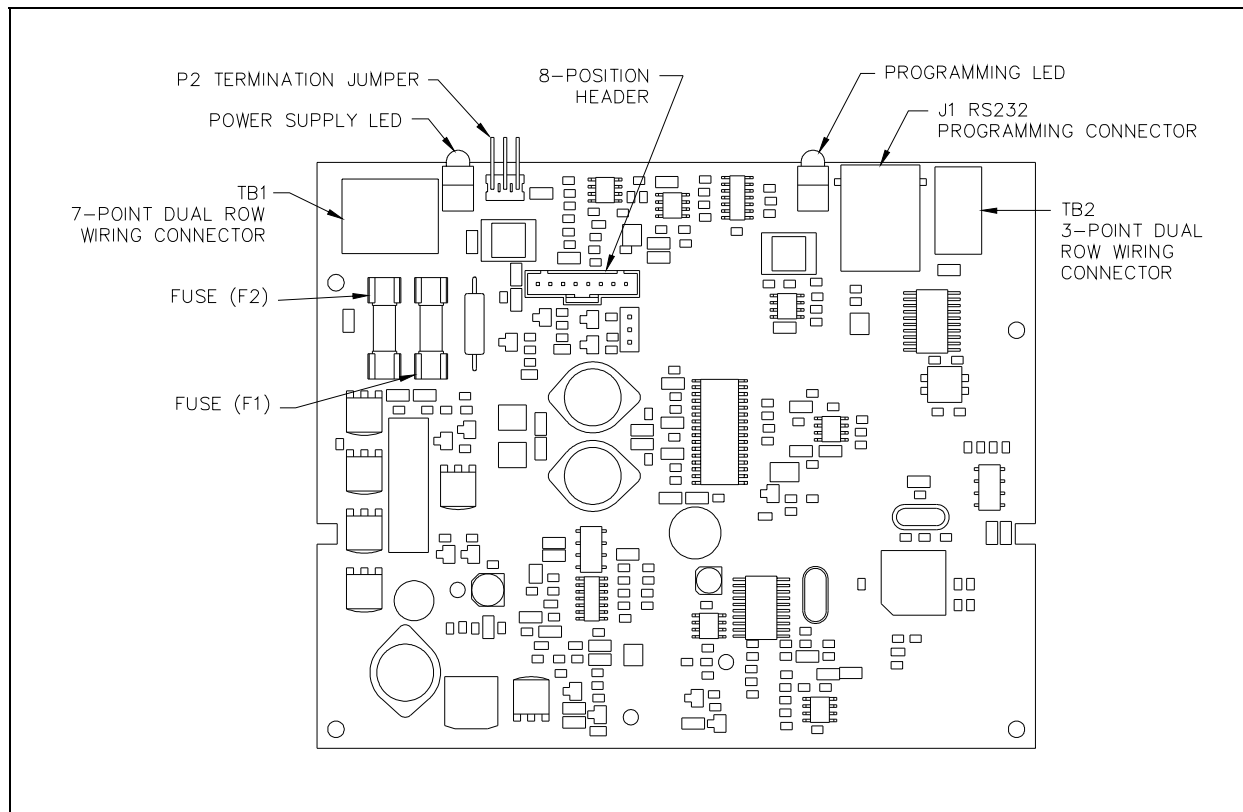 P2 TERMINATION JUMPER
8-POSITION
HEADER
PROGRAMMING LED
POWER SUPPLY LED
J1 RS232
PROGRAMMING CONNECTOR
TB1
7-POINT DUAL ROW
WIRING CONNECTOR
TB2
3-POINT DUAL
ROW WIRING
CONNECTOR
FUSE (F2)
FUSE (F1)